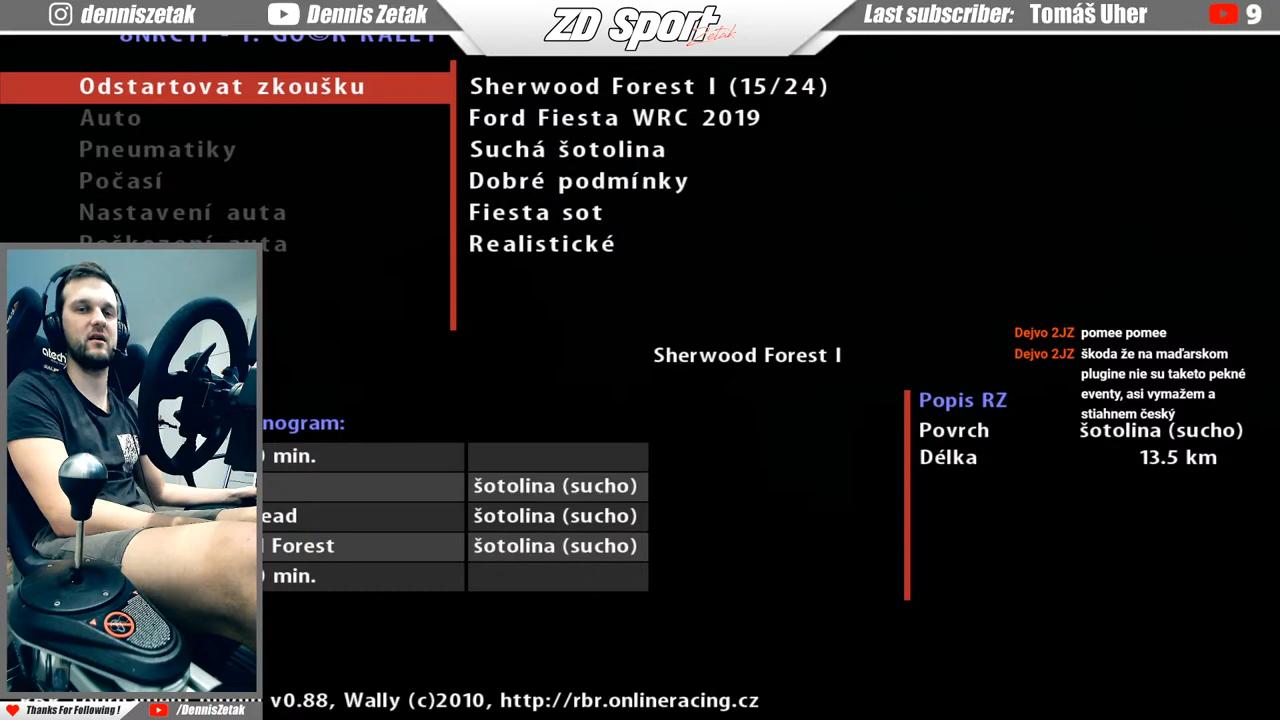 denniszetak
Dennis Zetak
ZD Sport
Zetak
Last subscriber: Tomáš Uher
9
Odstartovat zkoušku
Sherwood Forest I (15/24)
Auto
Ford Fiesta WRC 2019
Pneumatiky
Suchá šotolina
Počasí
Dobré podmínky
Nastavení auta
Fiesta sot
Poškození auta
Realistické
Dejvo 2JZ pomee pomee
Dejvo 2JZ škoda že na maďarskom
plugine nie su taketo pekné
eventy, asi vymažem a
stiahnem český
Sherwood Forest I
Popis RZ
Povrch šotolina (sucho)
Délka 13.5 km
nogram:
min.
šotolina (sucho)
ead šotolina (sucho)
Forest šotolina (sucho)
min.
v0.88, Wally (c)2010, http://rbr.onlineracing.cz
Thanks For Following !
/DennisZetak